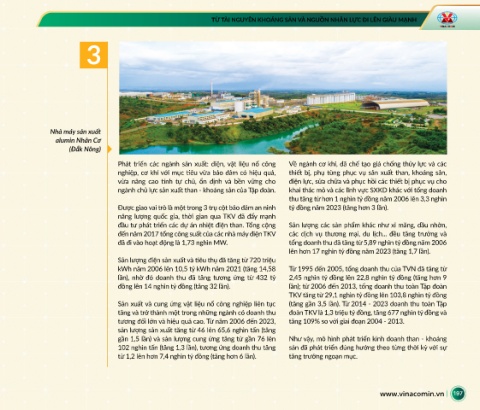 TỪ TÀI NGUYÊN KHOÁNG SẢN VÀ NGUỒN NHÂN LỰC ĐI LÊN GIÀU MẠNH
3
Nhà máy sản xuất
alumin Nhân Cơ
(Đắk Nông)
Phát triển các ngành sản xuất: điện, vật liệu nổ công
nghiệp, cơ khí với mục tiêu vừa bảo đảm có hiệu quả,
vừa nâng cao tính tự chủ, ổn định và bền vững cho
ngành chủ lực sản xuất than - khoáng sản của Tập đoàn.
Được giao vai trò là một trong 3 trụ cột bảo đảm an ninh
năng lượng quốc gia, thời gian qua TKV đã đẩy mạnh
đầu tư phát triển các dự án nhiệt điện than. Tổng cộng
đến năm 2017 tổng công suất của các nhà máy điện TKV
đã đi vào hoạt động là 1,73 nghìn MW.
Sản lượng điện sản xuất và tiêu thụ đã tăng từ 720 triệu
kWh năm 2006 lên 10,5 tỷ kWh năm 2021 (tăng 14,58
lần), nhờ đó doanh thu đã tăng tương ứng từ 432 tỷ
đồng lên 14 nghìn tỷ đồng (tăng 32 lần).
Sản xuất và cung ứng vật liệu nổ công nghiệp liên tục
tăng và trở thành một trong những ngành có doanh thu
tương đối lớn và hiệu quả cao. Từ năm 2006 đến 2023,
sản lượng sản xuất tăng từ 46 lên 65,6 nghìn tấn (tăng
gần 1,5 lần) và sản lượng cung ứng tăng từ gần 76 lên
102 nghìn tấn (tăng 1,3 lần), tương ứng doanh thu tăng
từ 1,2 lên hơn 7,4 nghìn tỷ đồng (tăng hơn 6 lần).
Về ngành cơ khí, đã chế tạo giá chống thủy lực và các
thiết bị, phụ tùng phục vụ sản xuất than, khoáng sản,
điện lực, sửa chữa và phục hồi các thiết bị phục vụ cho
khai thác mỏ và các lĩnh vực SXKD khác với tổng doanh
thu tăng từ hơn 1 nghìn tỷ đồng năm 2006 lên 3,3 nghìn
tỷ đồng năm 2023 (tăng hơn 3 lần).
Sản lượng các sản phẩm khác như xi măng, dầu nhờn,
các dịch vụ thương mại, du lịch... đều tăng trưởng và
tổng doanh thu đã tăng từ 5,89 nghìn tỷ đồng năm 2006
lên hơn 17 nghìn tỷ đồng năm 2023 (tăng 1,7 lần).
Từ 1995 đến 2005, tổng doanh thu của TVN đã tăng từ
2,45 nghìn tỷ đồng lên 22,8 nghìn tỷ đồng (tăng hơn 9
lần); từ 2006 đến 2013, tổng doanh thu toàn Tập đoàn
TKV tăng từ 29,1 nghìn tỷ đồng lên 103,8 nghìn tỷ đồng
(tăng gần 3,5 lần). Từ 2014 - 2023 doanh thu toàn Tập
đoàn TKV là 1,3 triệu tỷ đồng, tăng 677 nghìn tỷ đồng và
tăng 109% so với giai đoạn 2004 - 2013.
Như vậy, mô hình phát triển kinh doanh than - khoáng
sản đã phát triển đúng hướng theo từng thời kỳ với sự
tăng trưởng ngoạn mục.
www.vinacomin.vn | 197